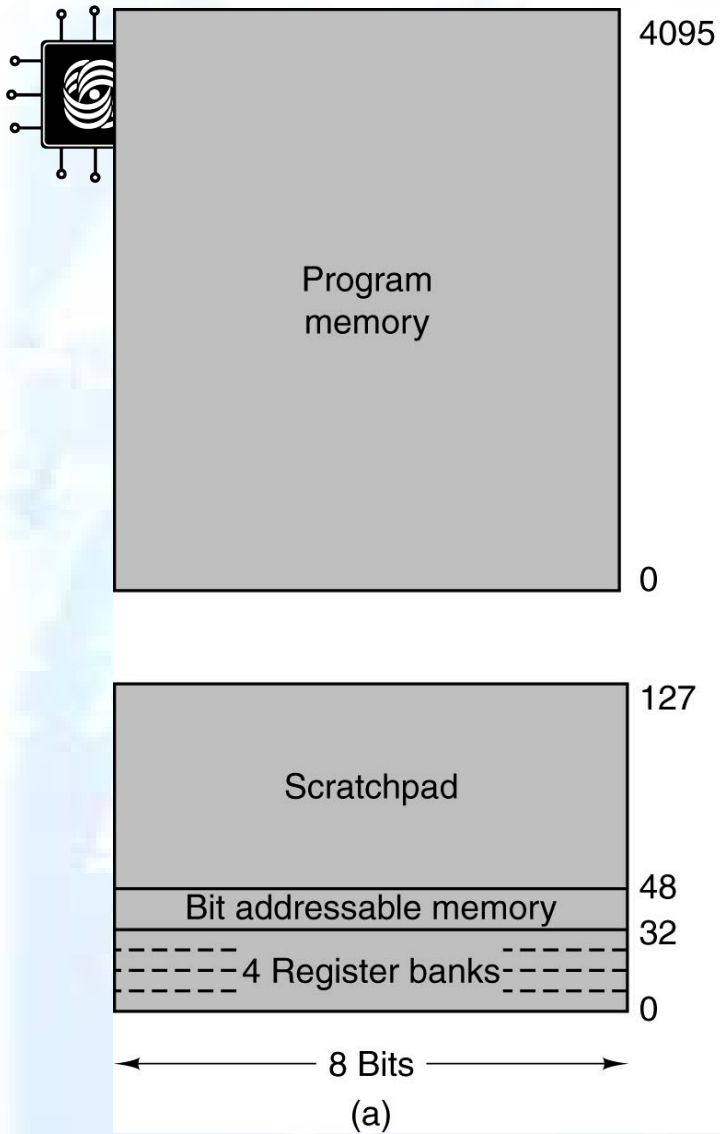 4095
Program
memory
0
127
Scratchpad
48
Bit addressable memory
32
4 Register banks
0
8 Bits
(a)